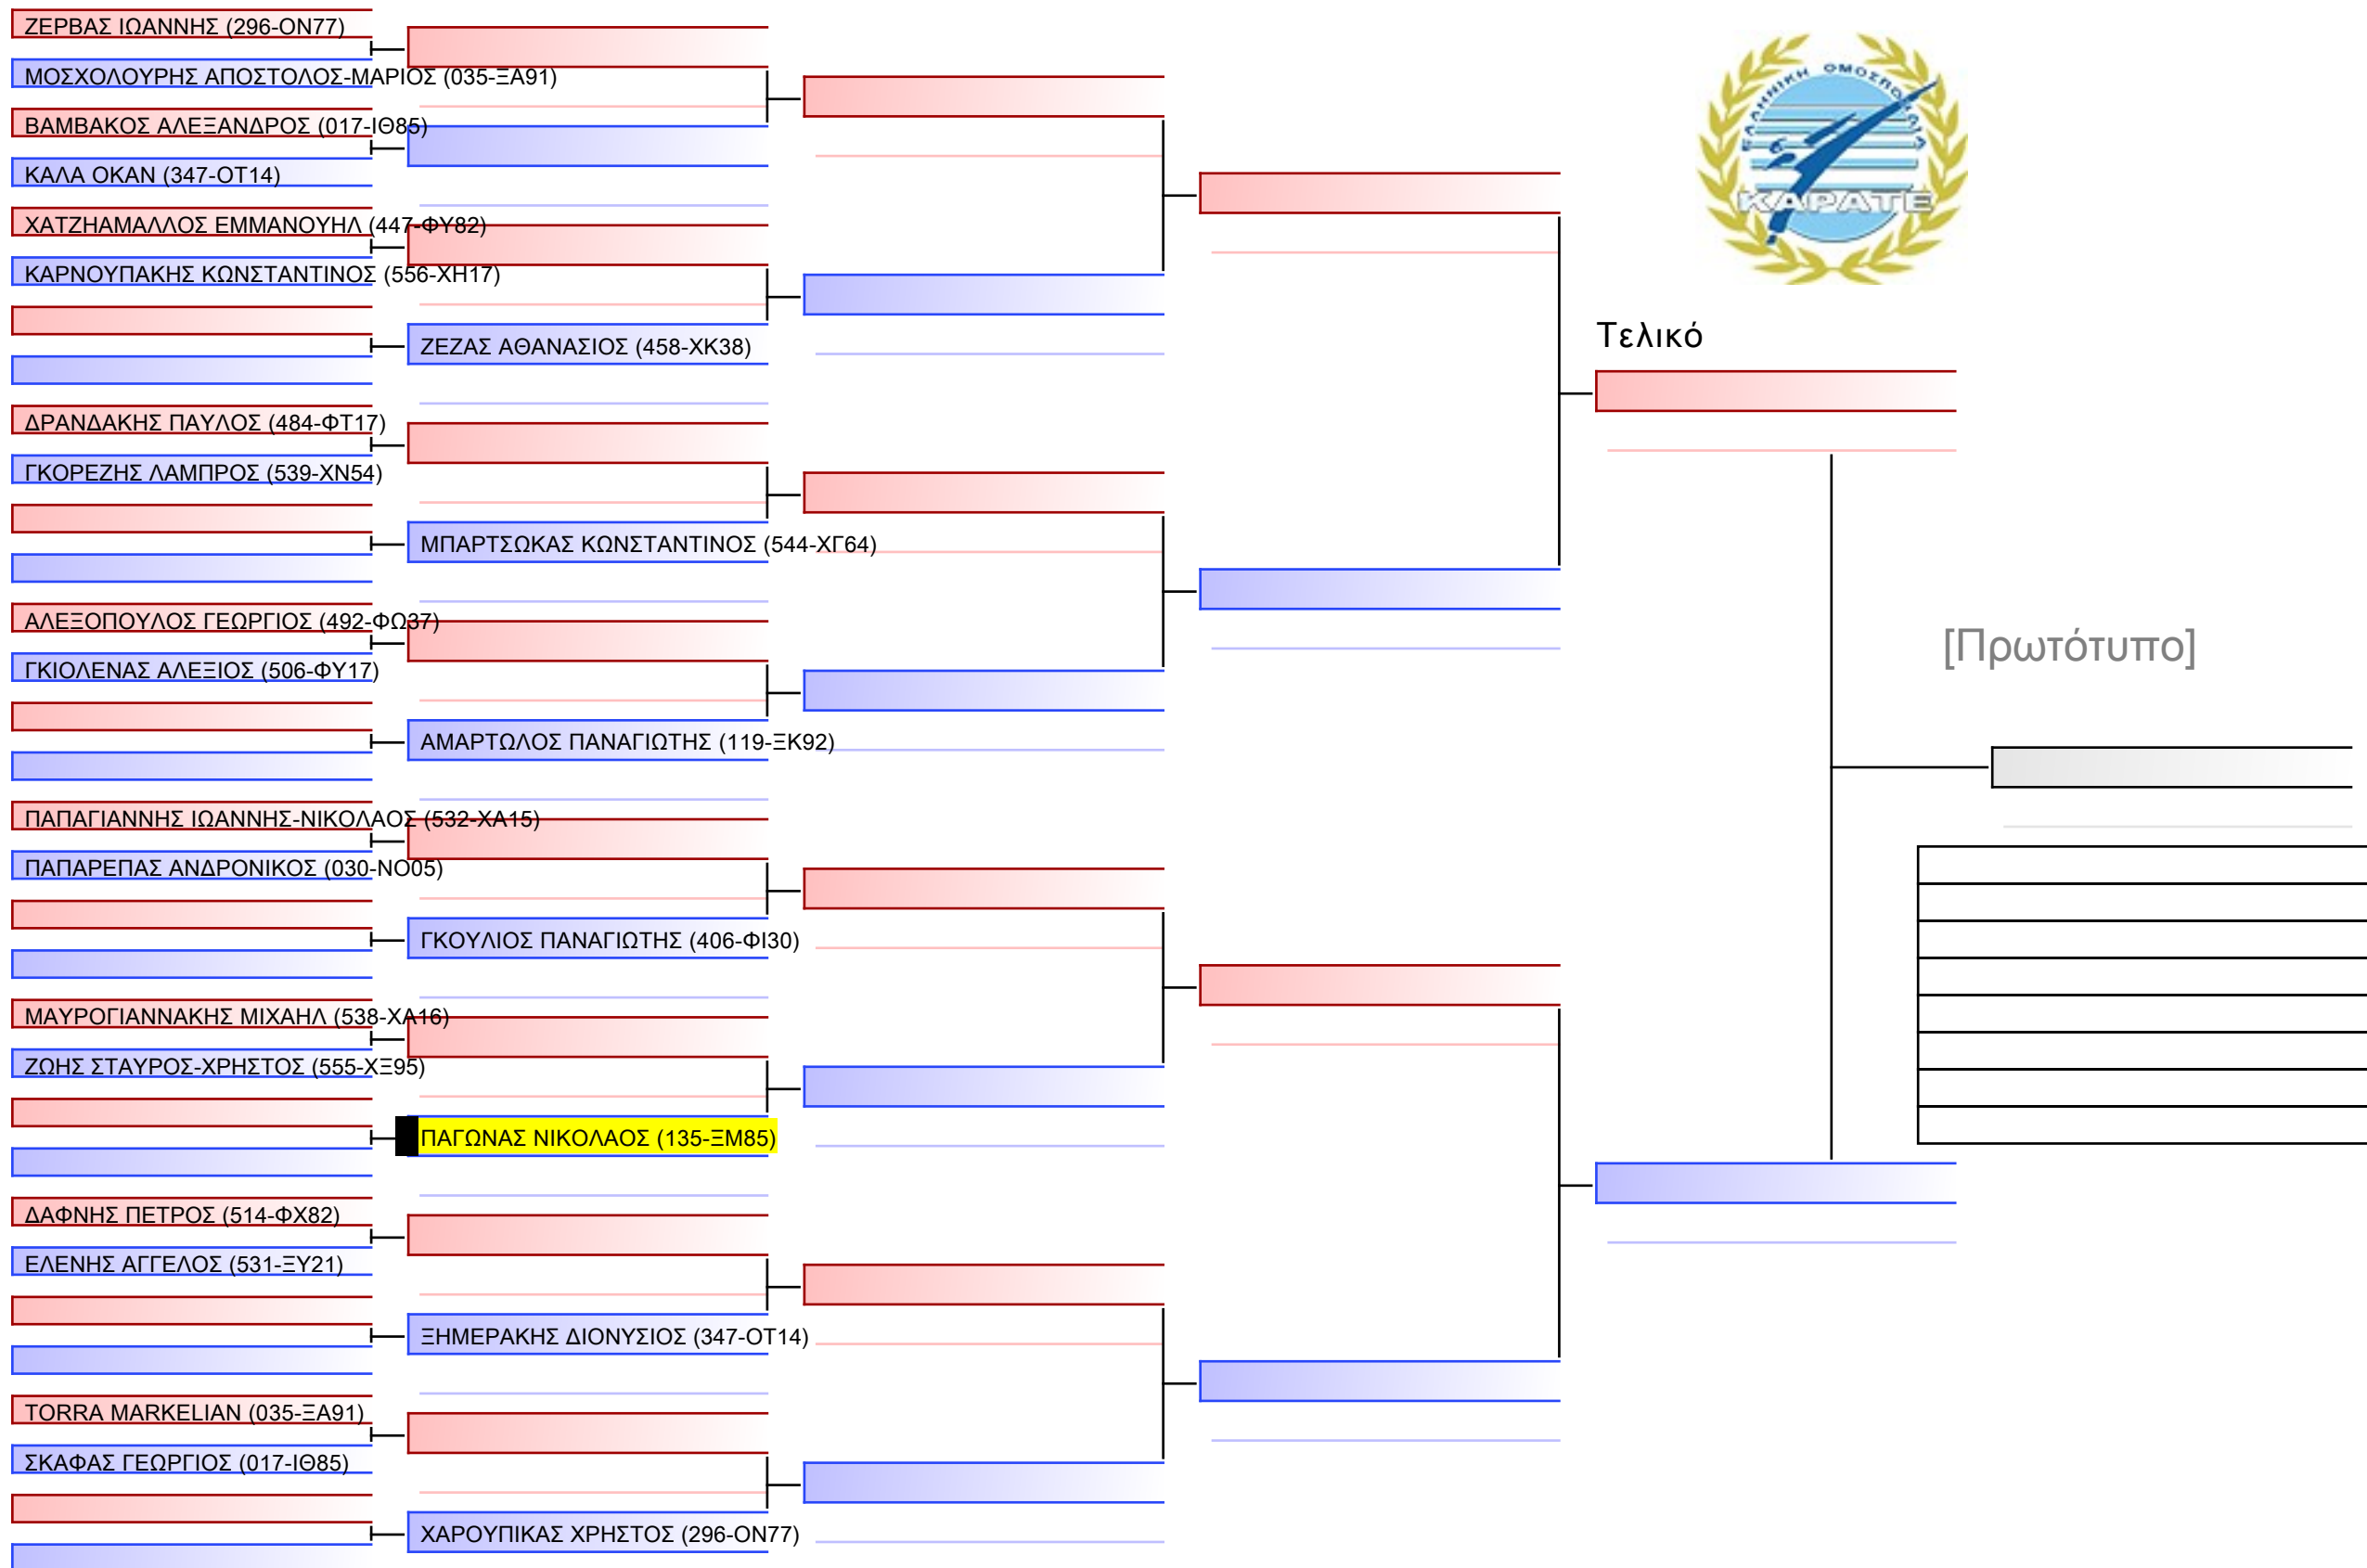 ΖΕΡΒΑΣ ΙΩΑΝΝΗΣ (296-ΟΝ77)
ΜΟΣΧΟΛΟΥΡΗΣ ΑΠΟΣΤΟΛΟΣ-ΜΑΡΙΟΣ (035-ΞΑ91)
ΒΑΜΒΑΚΟΣ ΑΛΕΞΑΝΔΡΟΣ (017-ΙΘ85)
ΚΑΛΑ ΟΚΑΝ (347-ΟΤ14)
ΧΑΤΖΗΑΜΑΛΛΟΣ ΕΜΜΑΝΟΥΗΛ (447-ΦΥ82)
ΚΑΡΝΟΥΠΑΚΗΣ ΚΩΝΣΤΑΝΤΙΝΟΣ (556-ΧΗ17)
ΖΕΖΑΣ ΑΘΑΝΑΣΙΟΣ (458-ΧΚ38)
ΔΡΑΝΔΑΚΗΣ ΠΑΥΛΟΣ (484-ΦΤ17)
ΓΚΟΡΕΖΗΣ ΛΑΜΠΡΟΣ (539-ΧΝ54)
ΜΠΑΡΤΣΩΚΑΣ ΚΩΝΣΤΑΝΤΙΝΟΣ (544-ΧΓ64)
ΑΛΕΞΟΠΟΥΛΟΣ ΓΕΩΡΓΙΟΣ (492-ΦΩ37)
ΓΚΙΟΛΕΝΑΣ ΑΛΕΞΙΟΣ (506-ΦΥ17)
ΑΜΑΡΤΩΛΟΣ ΠΑΝΑΓΙΩΤΗΣ (119-ΞΚ92)
ΠΑΠΑΓΙΑΝΝΗΣ ΙΩΑΝΝΗΣ-ΝΙΚΟΛΑΟΣ (532-ΧΑ15)
ΠΑΠΑΡΕΠΑΣ ΑΝΔΡΟΝΙΚΟΣ (030-ΝΟ05)
ΓΚΟΥΛΙΟΣ ΠΑΝΑΓΙΩΤΗΣ (406-ΦΙ30)
ΜΑΥΡΟΓΙΑΝΝΑΚΗΣ ΜΙΧΑΗΛ (538-ΧΑ16)
ΖΩΗΣ ΣΤΑΥΡΟΣ-ΧΡΗΣΤΟΣ (555-ΧΞ95)
ΠΑΓΩΝΑΣ ΝΙΚΟΛΑΟΣ (135-ΞΜ85)
ΔΑΦΝΗΣ ΠΕΤΡΟΣ (514-ΦΧ82)
ΕΛΕΝΗΣ ΑΓΓΕΛΟΣ (531-ΞΥ21)
ΞΗΜΕΡΑΚΗΣ ΔΙΟΝΥΣΙΟΣ (347-ΟΤ14)
TORRA MARKELIAN (035-ΞΑ91)
ΣΚΑΦΑΣ ΓΕΩΡΓΙΟΣ (017-ΙΘ85)
ΧΑΡΟΥΠΙΚΑΣ ΧΡΗΣΤΟΣ (296-ΟΝ77)
ΕΛΛΗΝΙΚΗ ΟΜΟΣΠΟΝΔΙΑ
ΚΑΡΑΤΕ
Τελικό
[Πρωτότυπο]